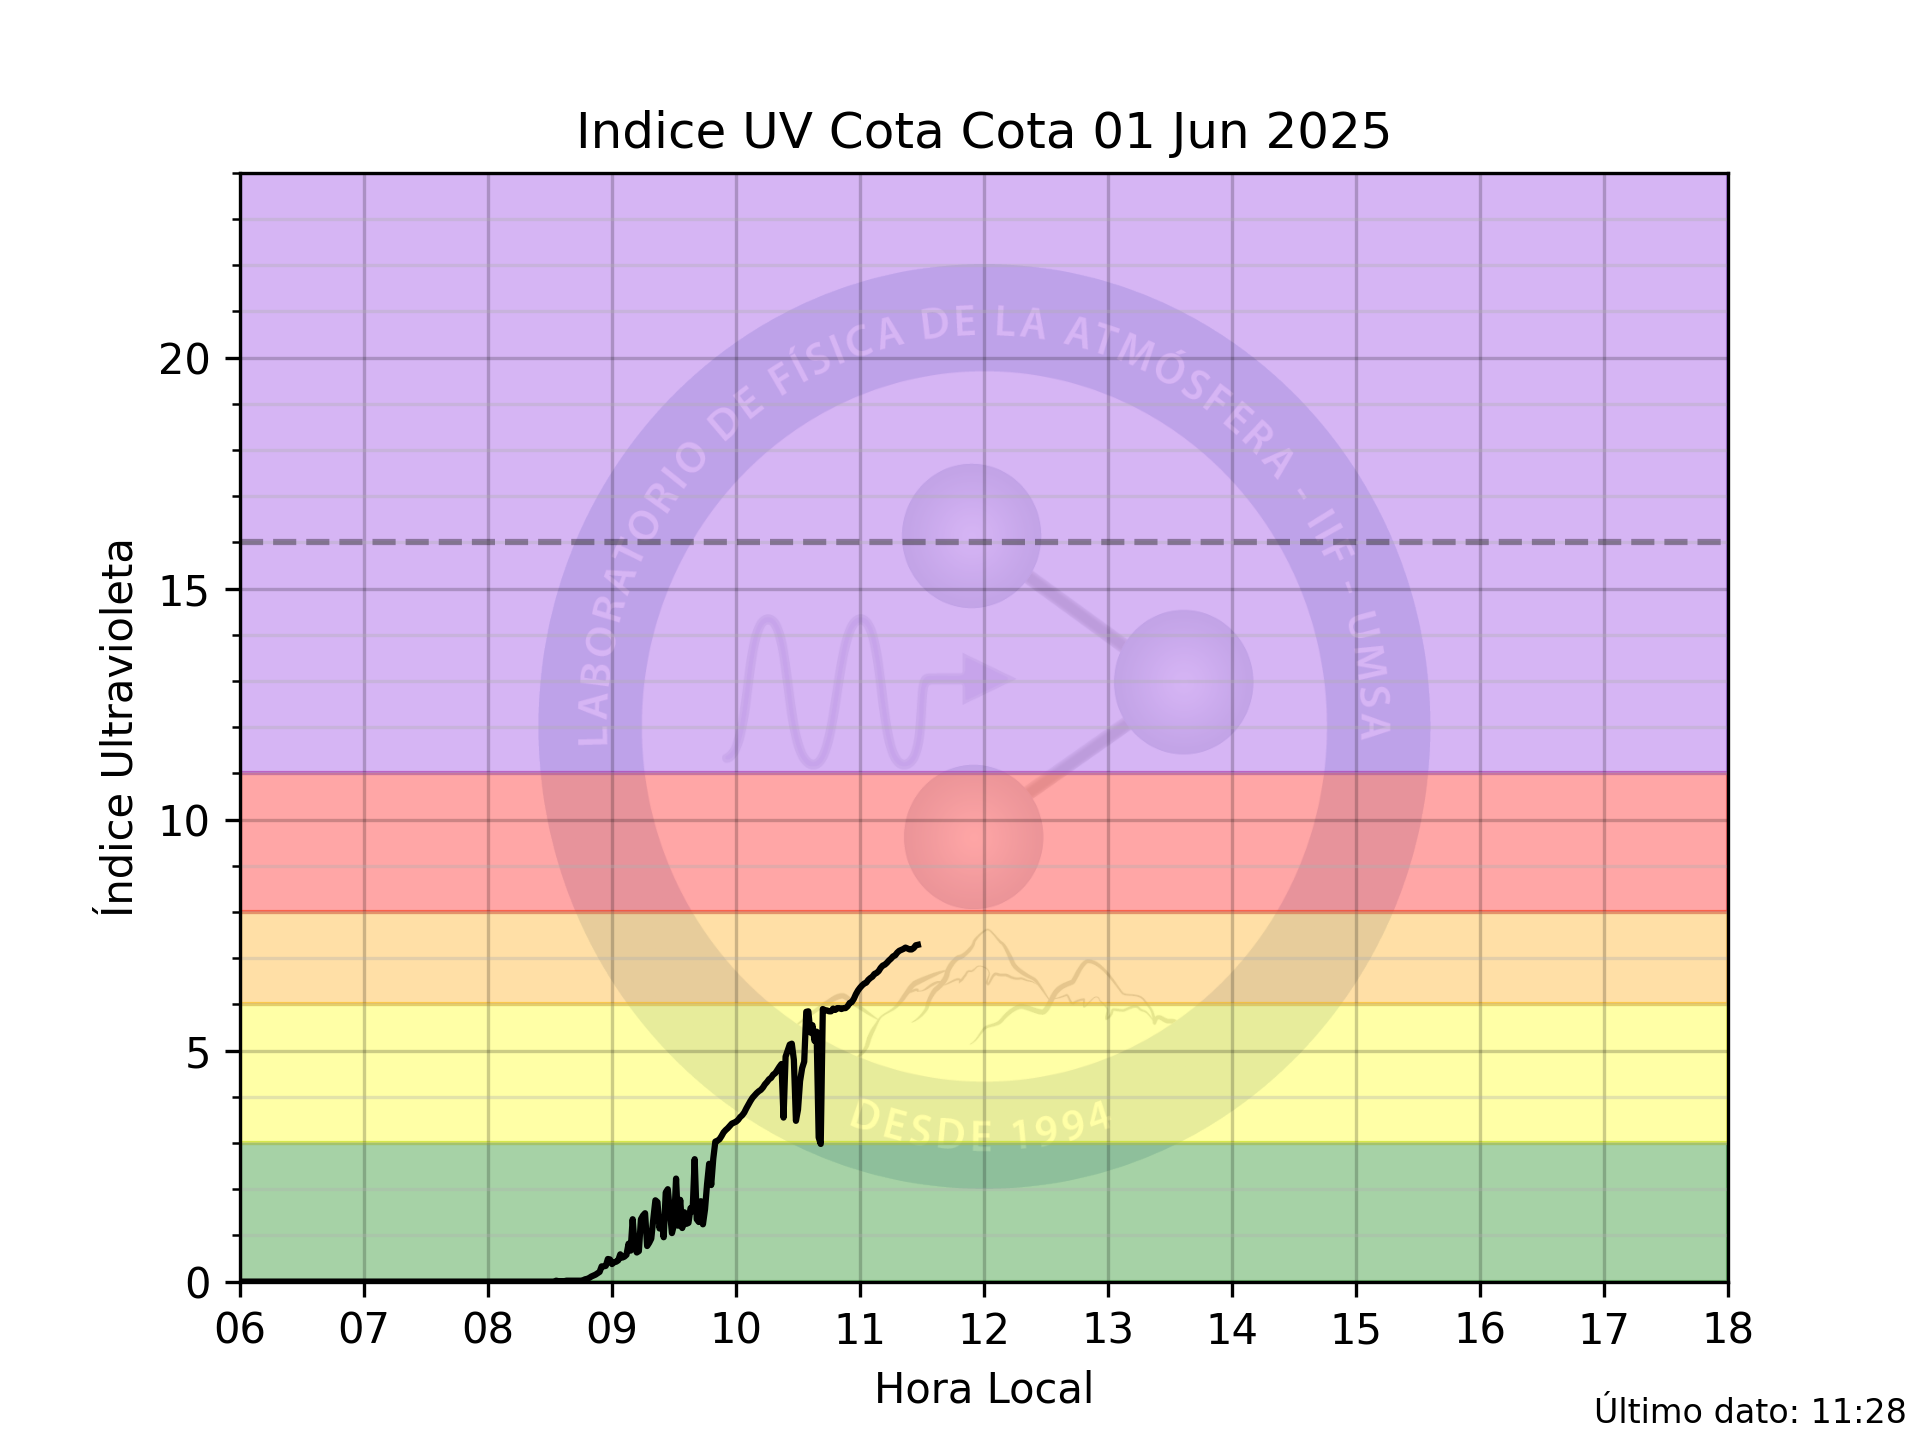 Indice UV Cota Cota 01 Jun 2025
LABORATORIO DE FÍSICA DE LA ATMÓSFERA - IIF - UMSA
DESDE 1994
Índice Ultravioleta
20
15
10
5
0
06 07 08 09 10 11 12 13 14 15 16 17 18
Hora Local
Último dato: 11:28